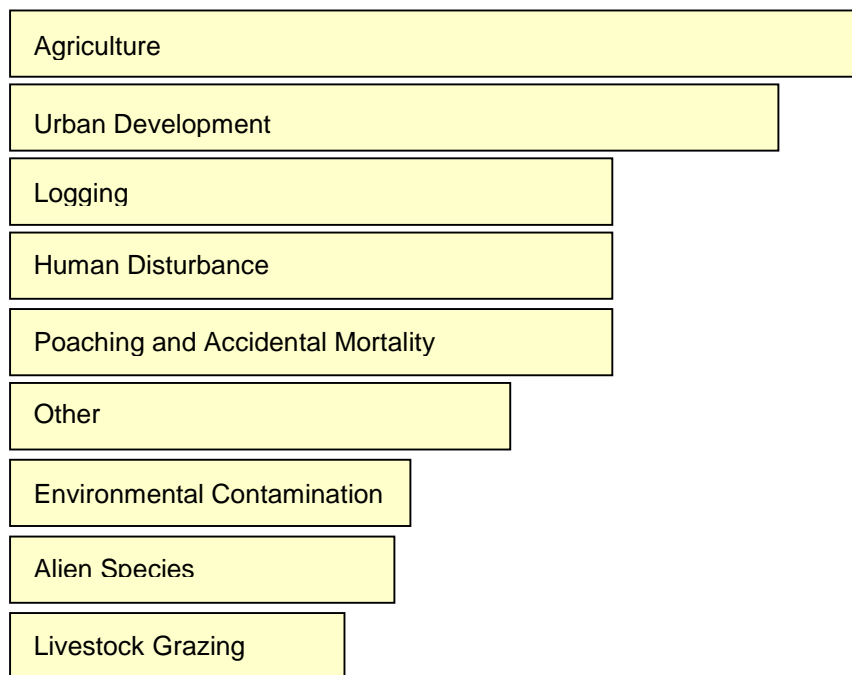 Agriculture
Urban Development
Logging
Human Disturbance
Poaching and Accidental Mortality
Other
Environmental Contamination
Alien Species
Livestock Grazing